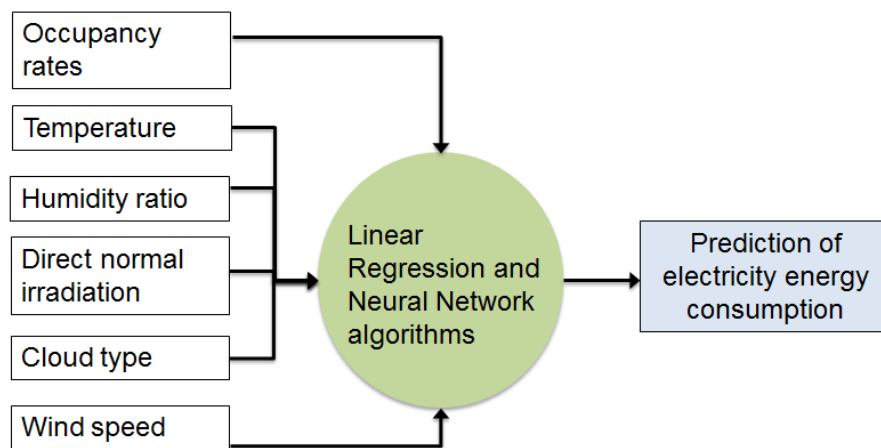 Occupancy
rates
Temperature
Humidity ratio
Direct normal
irradiation
Cloud type
Wind speed
Linear
Regression and
Neural Network
algorithms
Prediction of
electricity energy
consumption